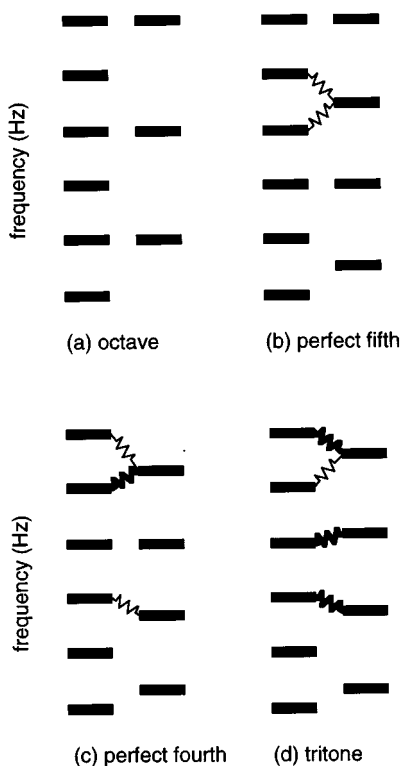 frequency (Hz)
(a) octave
(b) perfect fifth
frequency (Hz)
(c) perfect fourth
(d) tritone